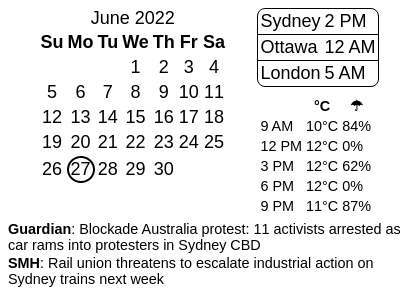 June 2022
Su Mo Tu We Th Fr Sa
1 2 3 4
5 6 7 8 9 10 11
12 13 14 15 16 17 18
19 20 21 22 23 24 25
26 27 28 29 30
Sydney 2 PM
Ottawa 12 AM
London 5 AM
°C ☂
9 AM 10°C 84%
12 PM 12°C 0%
3 PM 12°C 62%
6 PM 12°C 0%
9 PM 11°C 87%
Guardian: Blockade Australia protest: 11 activists arrested as
car rams into protesters in Sydney CBD
SMH: Rail union threatens to escalate industrial action on
Sydney trains next week